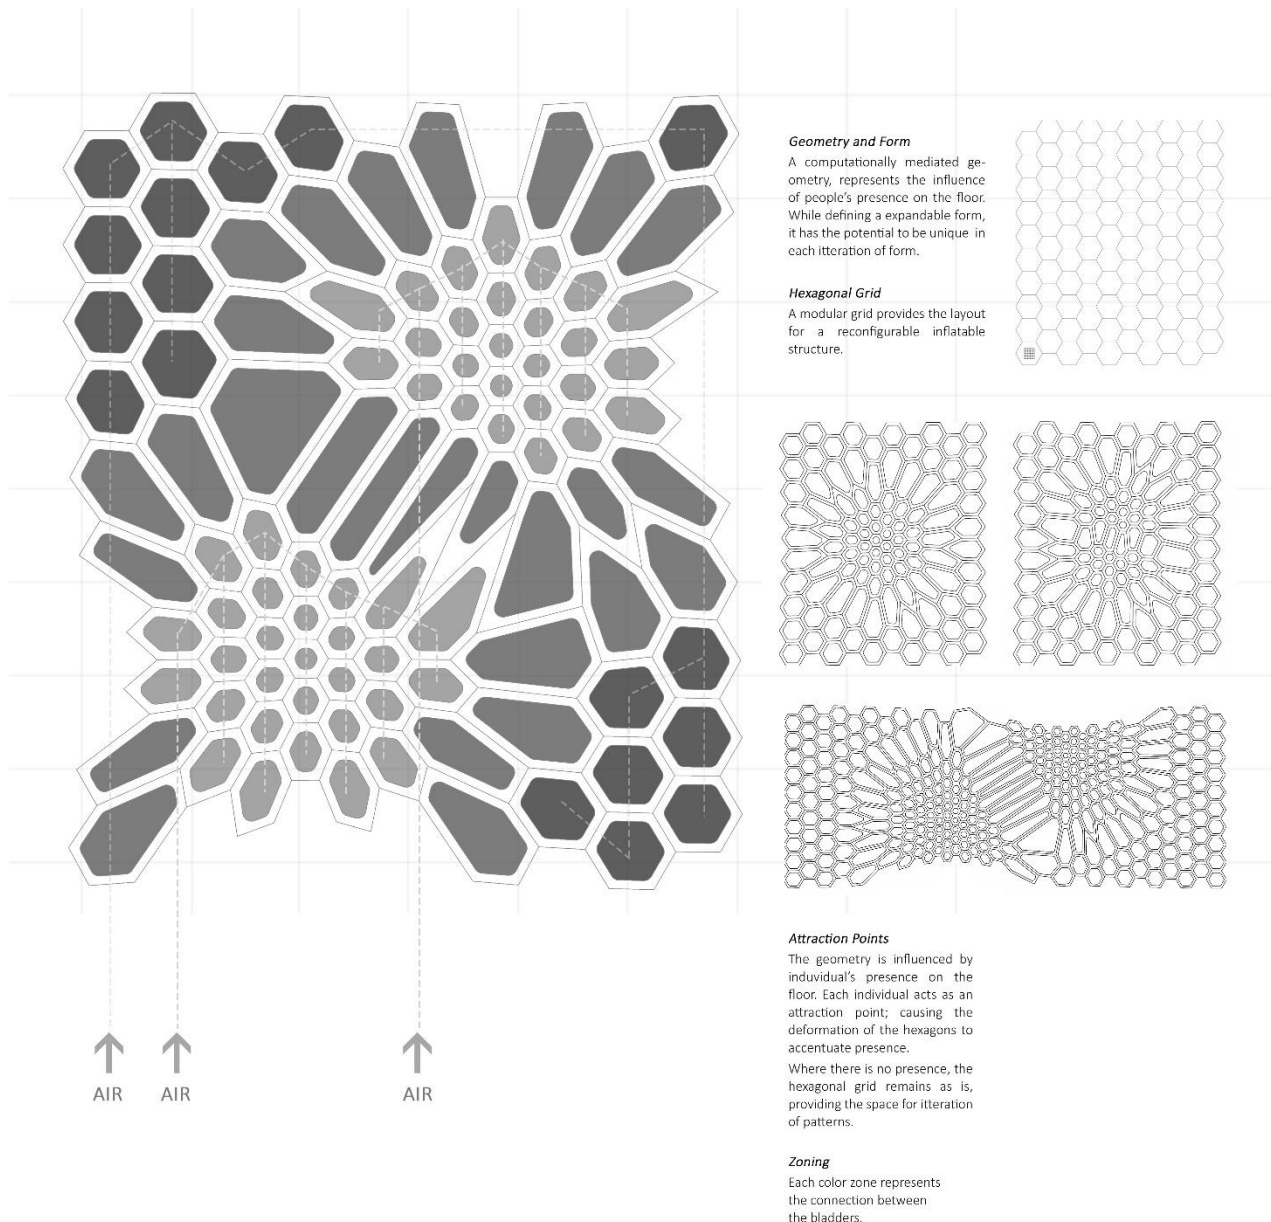 Geometry and Form
A computationally mediated ge-
ometry, represents the influence
of people's presence on the floor.
While defining a expandable form,
it has the potential to be unique in
each itteration of form.
Hexagonal Grid
A modular grid provides the layout
for a reconfigurable inflatable
structure.
Attraction Points
The geometry is influenced by
induvidual's presence on the
floor. Each individual acts as an
attraction point; causing the
deformation of the hexagons to
accentuate presence.
Where there is no presence, the
hexagonal grid remains as is,
providing the space for itteration
of patterns.
Zoning
Each color zone represents
the connection between
the bladders.
AIR
AIR
AIR